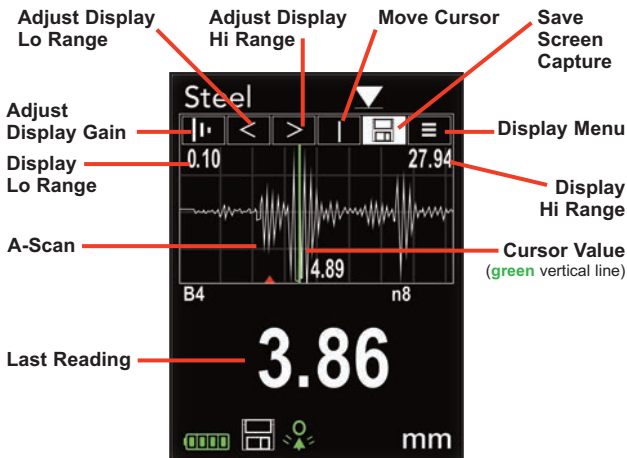 Adjust Display
Lo Range
Adjust Display
Hi Range
Move Cursor
Save
Screen
Capture
Steel
Adjust
Display Gain
Display Menu
Display
Lo Range
0.10
27.94
Display
Hi Range
A-Scan
Cursor Value
(green vertical line)
4.89
B4
n8
Last Reading
3.86
mm